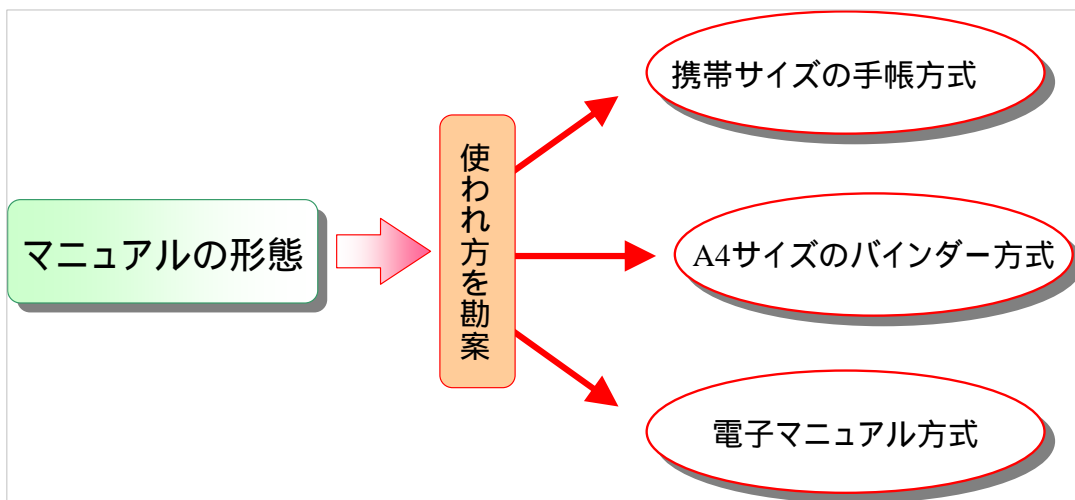 携帯サイズの手帳方式
使われ方を勘案
マニュアルの形態
A4サイズのバインダー方式
電子マニュアル方式